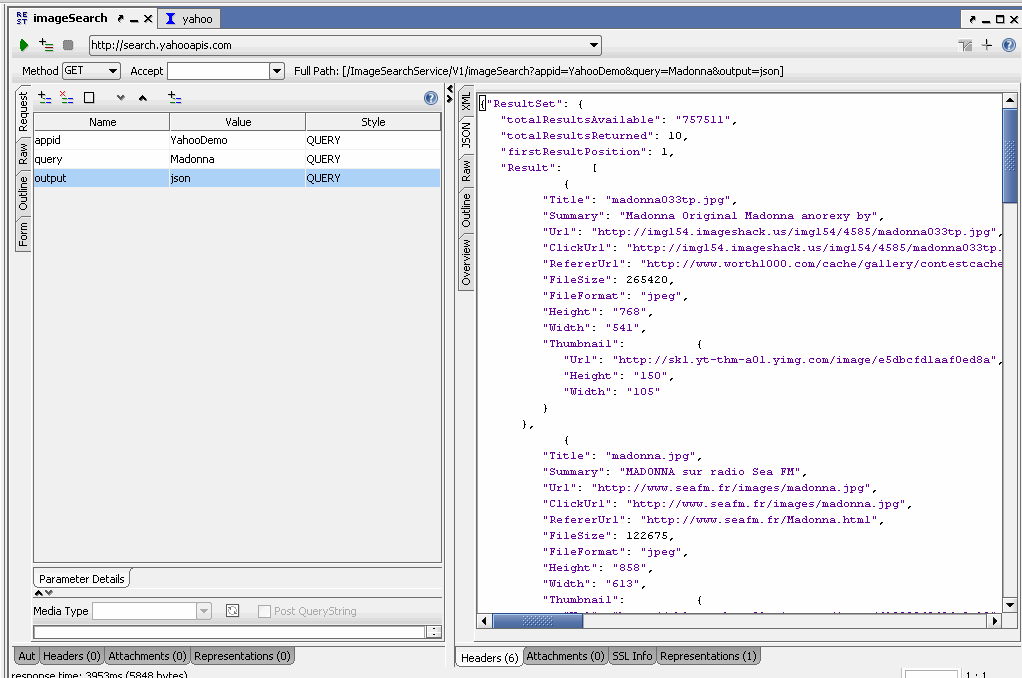 RE ST imageSearch
yahoo
http://search.yahooapis.com
Method GET Accept Full Path: [/ImageSearchService/V1/imageSearch?appid=YahooDemo&query=Madonna&output=json]
Request
Raw
Outline
Form
Name Value Style
appid YahooDemo QUERY
query Madonna QUERY
output json QUERY
Parameter Details
Media Type Post QueryString
Aut Headers (0) Attachments (0) Representations (0)
response time: 3953ms (5848 bytes)
XML
JSON
Raw
Outline
Overview
{"ResultSet": {
"totalResultsAvailable": "757511",
"totalResultsReturned": 10,
"firstResultPosition": 1,
"Result": [
{
"Title": "madonna033tp.jpg",
"Summary": "Madonna Original Madonna anorexy by",
"Url": "http://img154.imageshack.us/img154/4585/madonna033tp.jpg",
"ClickUrl": "http://img154.imageshack.us/img154/4585/madonna033tp.
"RefererUrl": "http://www.worth1000.com/cache/gallery/contestcache
"FileSize": 265420,
"FileFormat": "jpeg",
"Height": "768",
"Width": "541",
"Thumbnail": {
"Url": "http://sk1.yt-thm-a01.yimg.com/image/e5dbcfd1aaf0ed8a",
"Height": "150",
"Width": "105"
}
},
{
"Title": "madonna.jpg",
"Summary": "MADONNA sur radio Sea FM",
"Url": "http://www.seafm.fr/images/madonna.jpg",
"ClickUrl": "http://www.seafm.fr/images/madonna.jpg",
"RefererUrl": "http://www.seafm.fr/Madonna.html",
"FileSize": 122675,
"FileFormat": "jpeg",
"Height": "858",
"Width": "613",
"Thumbnail": {
Headers (6) Attachments (0) SSL Info Representations (1)
1 : 1